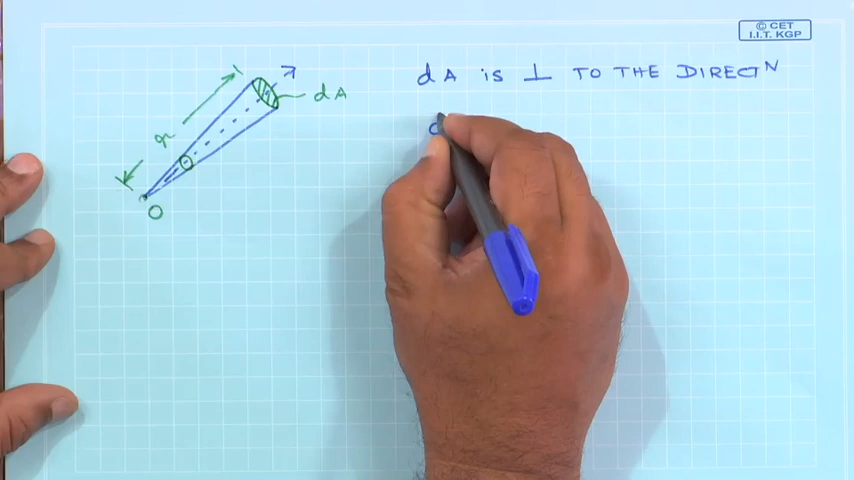 © CET
I.I.T. KGP
dA is ⊥ TO THE DIRECTN
dA
r
O